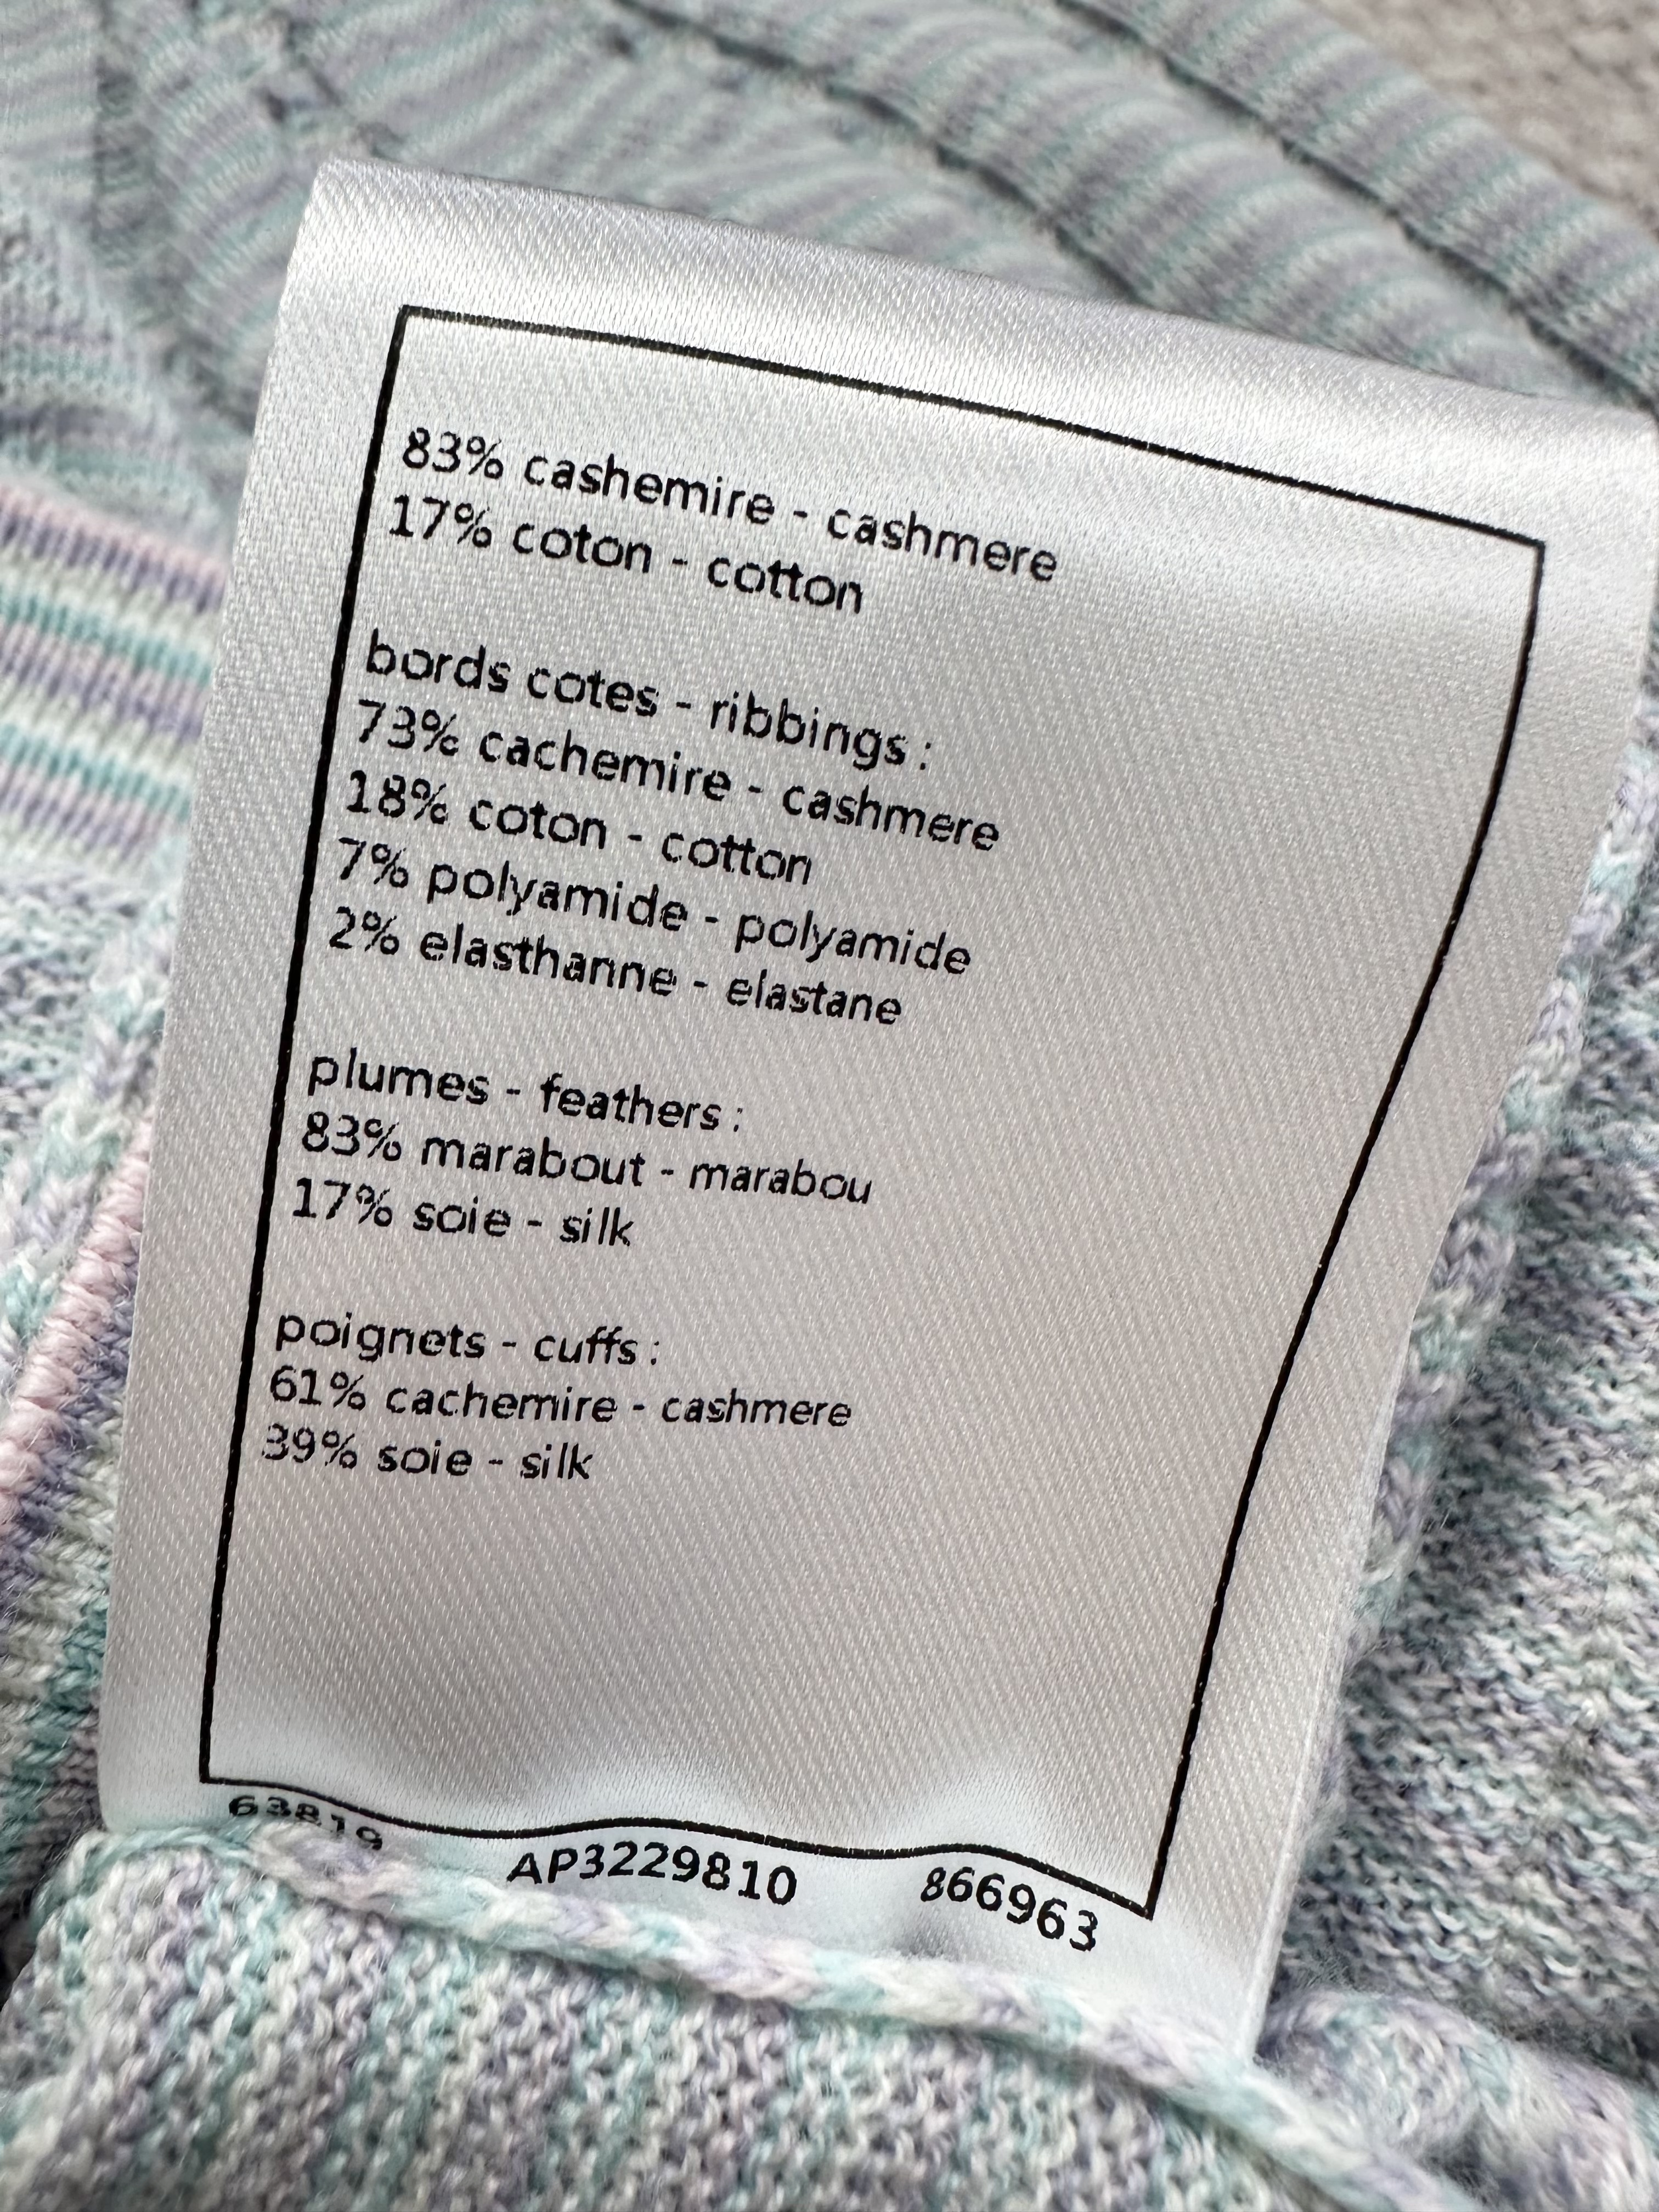 83% cashemire - cashmere
17% coton - cotton
bords cotes - ribbings :
73% cachemire - cashmere
18% coton - cotton
7% polyamide - polyamide
2% elasthanne - elastane
plumes - feathers :
83% marabout - marabou
17% soie - silk
poignets - cuffs :
61% cachemire - cashmere
39% soie - silk
63819 AP3229810 866963